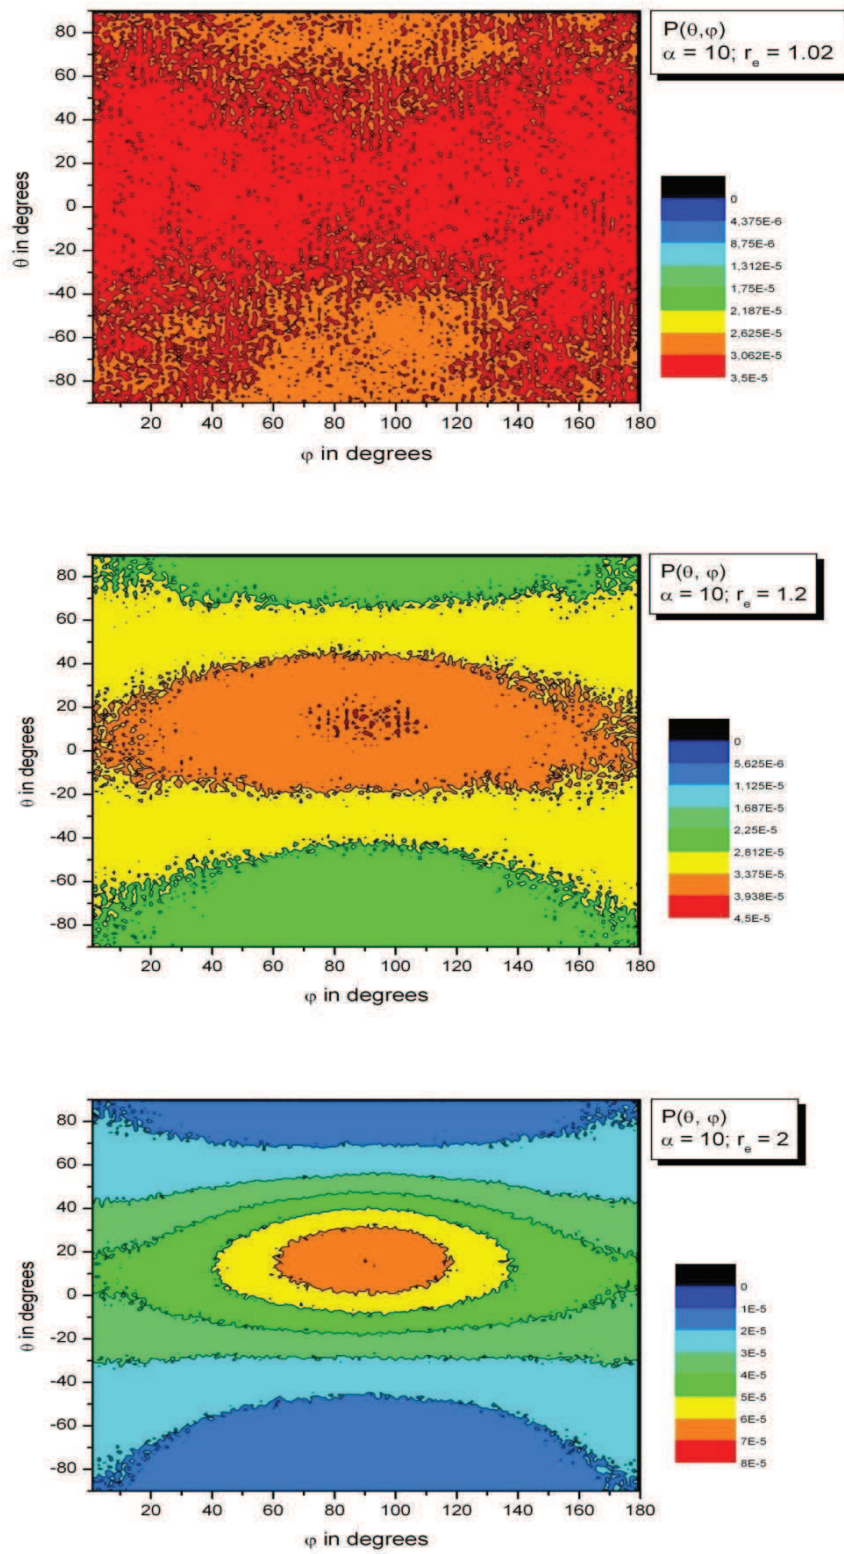 P(θ,φ)
α = 10; r_e = 1.02
80
60
40
20
0
-20
-40
-60
-80
θ in degrees
20 40 60 80 100 120 140 160 180
φ in degrees
0
4,375E-6
8,75E-6
1,312E-5
1,75E-5
2,187E-5
2,625E-5
3,062E-5
3,5E-5
P(θ, φ)
α = 10; r_e = 1.2
80
60
40
20
0
-20
-40
-60
-80
θ in degrees
20 40 60 80 100 120 140 160 180
φ in degrees
0
5,625E-6
1,125E-5
1,687E-5
2,25E-5
2,812E-5
3,375E-5
3,938E-5
4,5E-5
P(θ, φ)
α = 10; r_e = 2
80
60
40
20
0
-20
-40
-60
-80
θ in degrees
20 40 60 80 100 120 140 160 180
φ in degrees
0
1E-5
2E-5
3E-5
4E-5
5E-5
6E-5
7E-5
8E-5